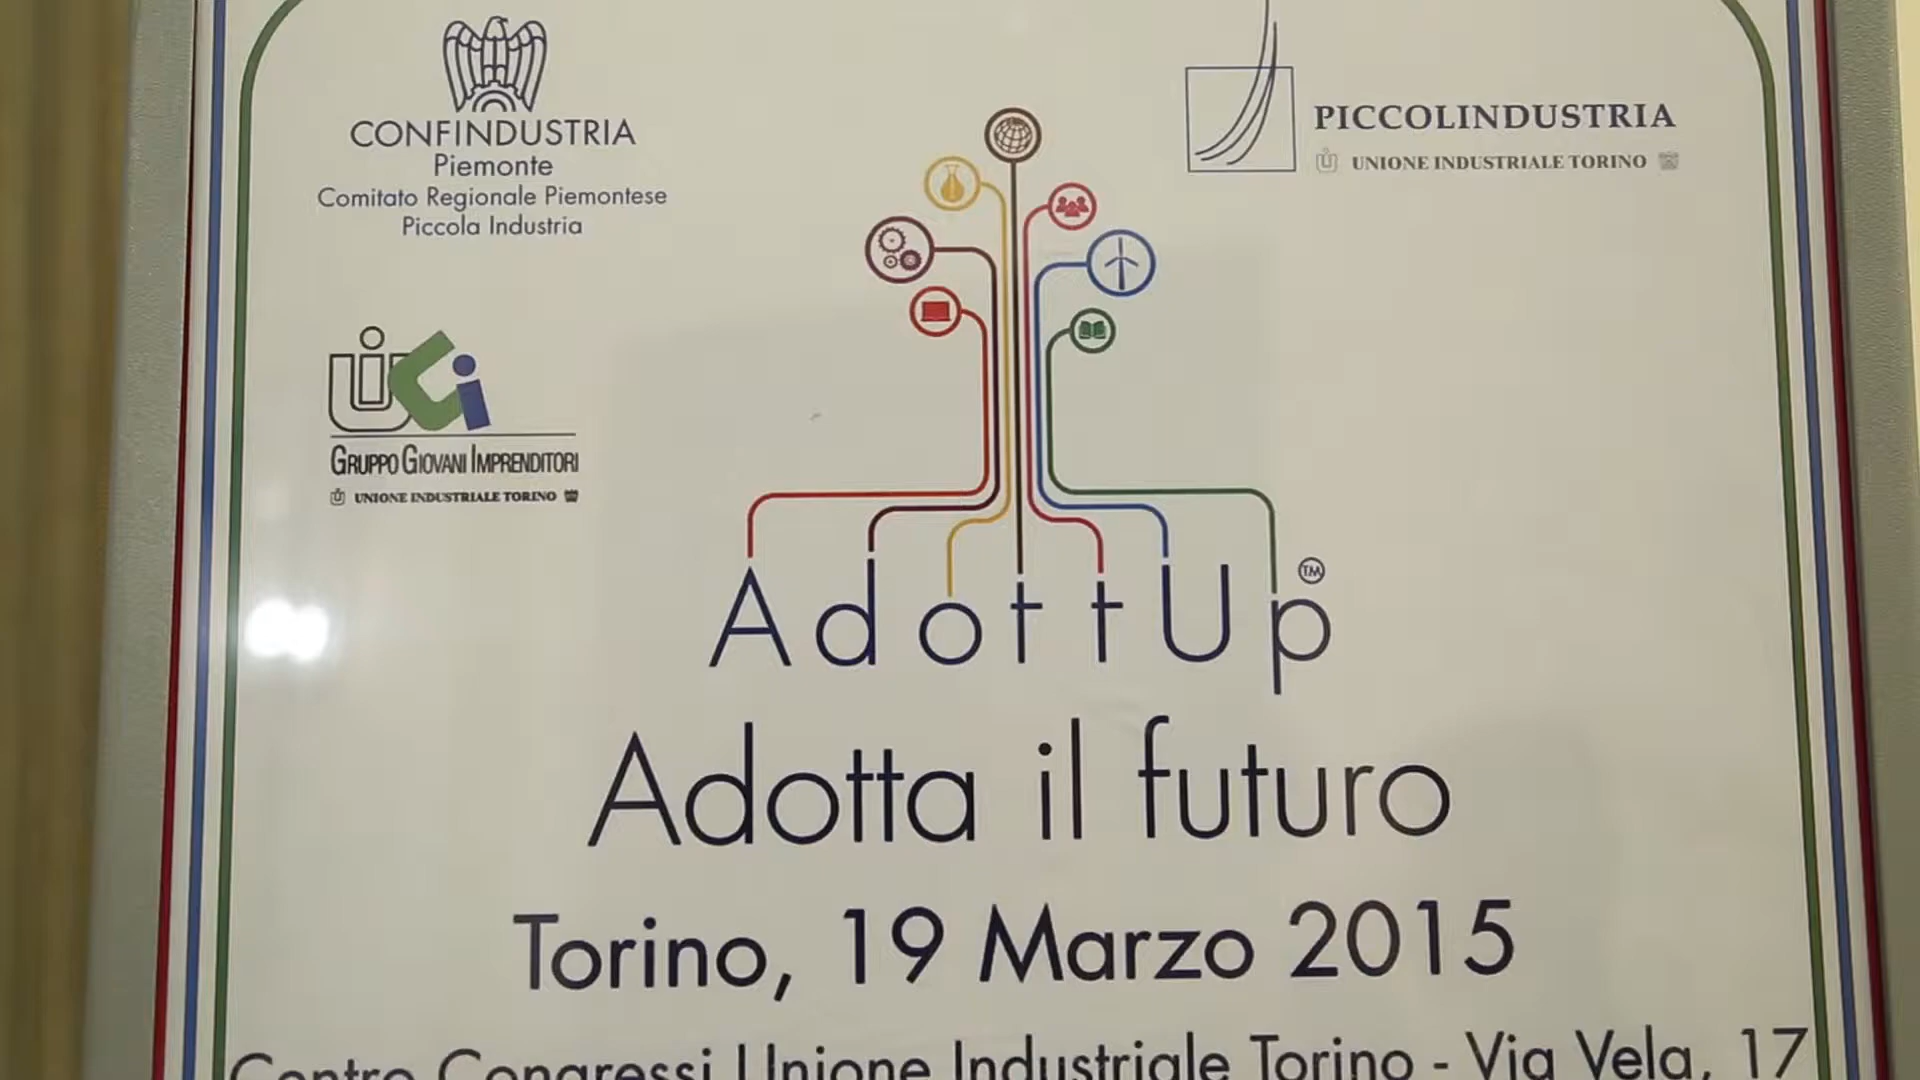 CONFINDUSTRIA
Piemonte
Comitato Regionale Piemontese
Piccola Industria
PICCOLINDUSTRIA
UNIONE INDUSTRIALE TORINO
GRUPPO GIOVANI IMPRENDITORI
UNIONE INDUSTRIALE TORINO
AdottUp TM
Adotta il futuro
Torino, 19 Marzo 2015
Centro Congressi Unione Industriale Torino - Via Vela, 17